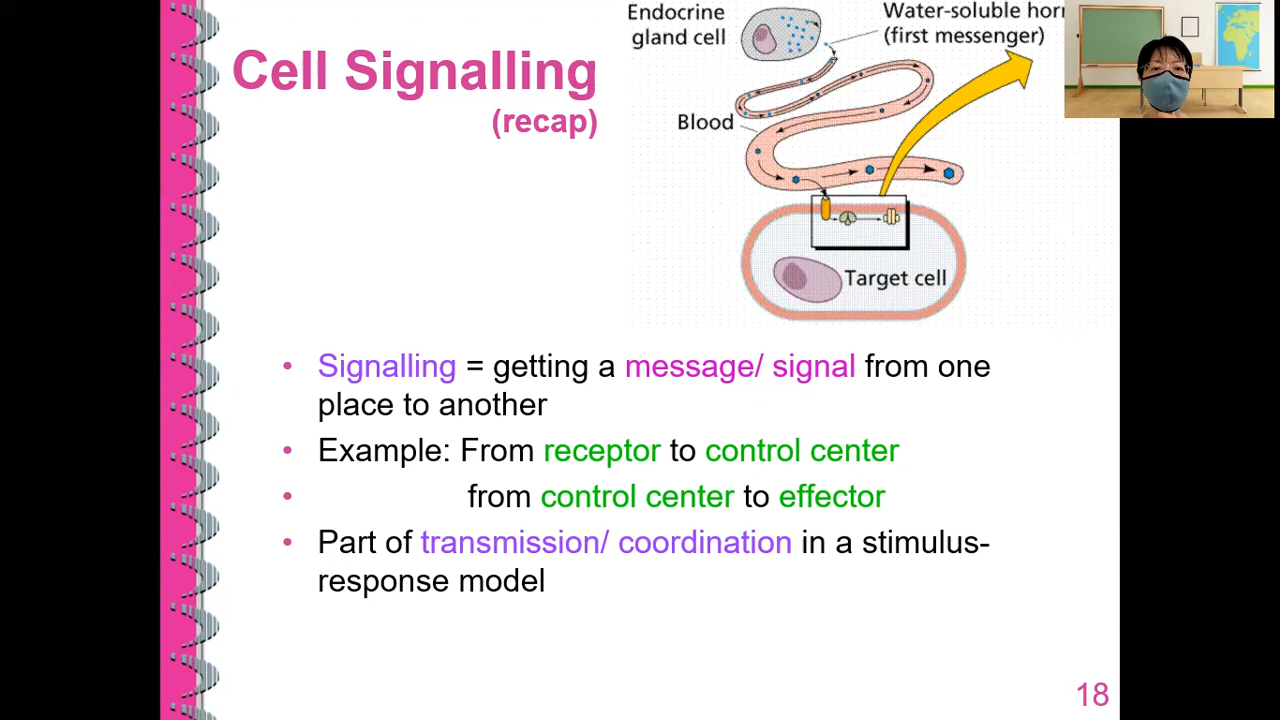 Cell Signalling
(recap)
Endocrine
gland cell
Water-soluble
(first messenger)
Blood
Target cell
• Signalling = getting a message/ signal from one
place to another
• Example: From receptor to control center
• from control center to effector
• Part of transmission/ coordination in a stimulus-
response model
18